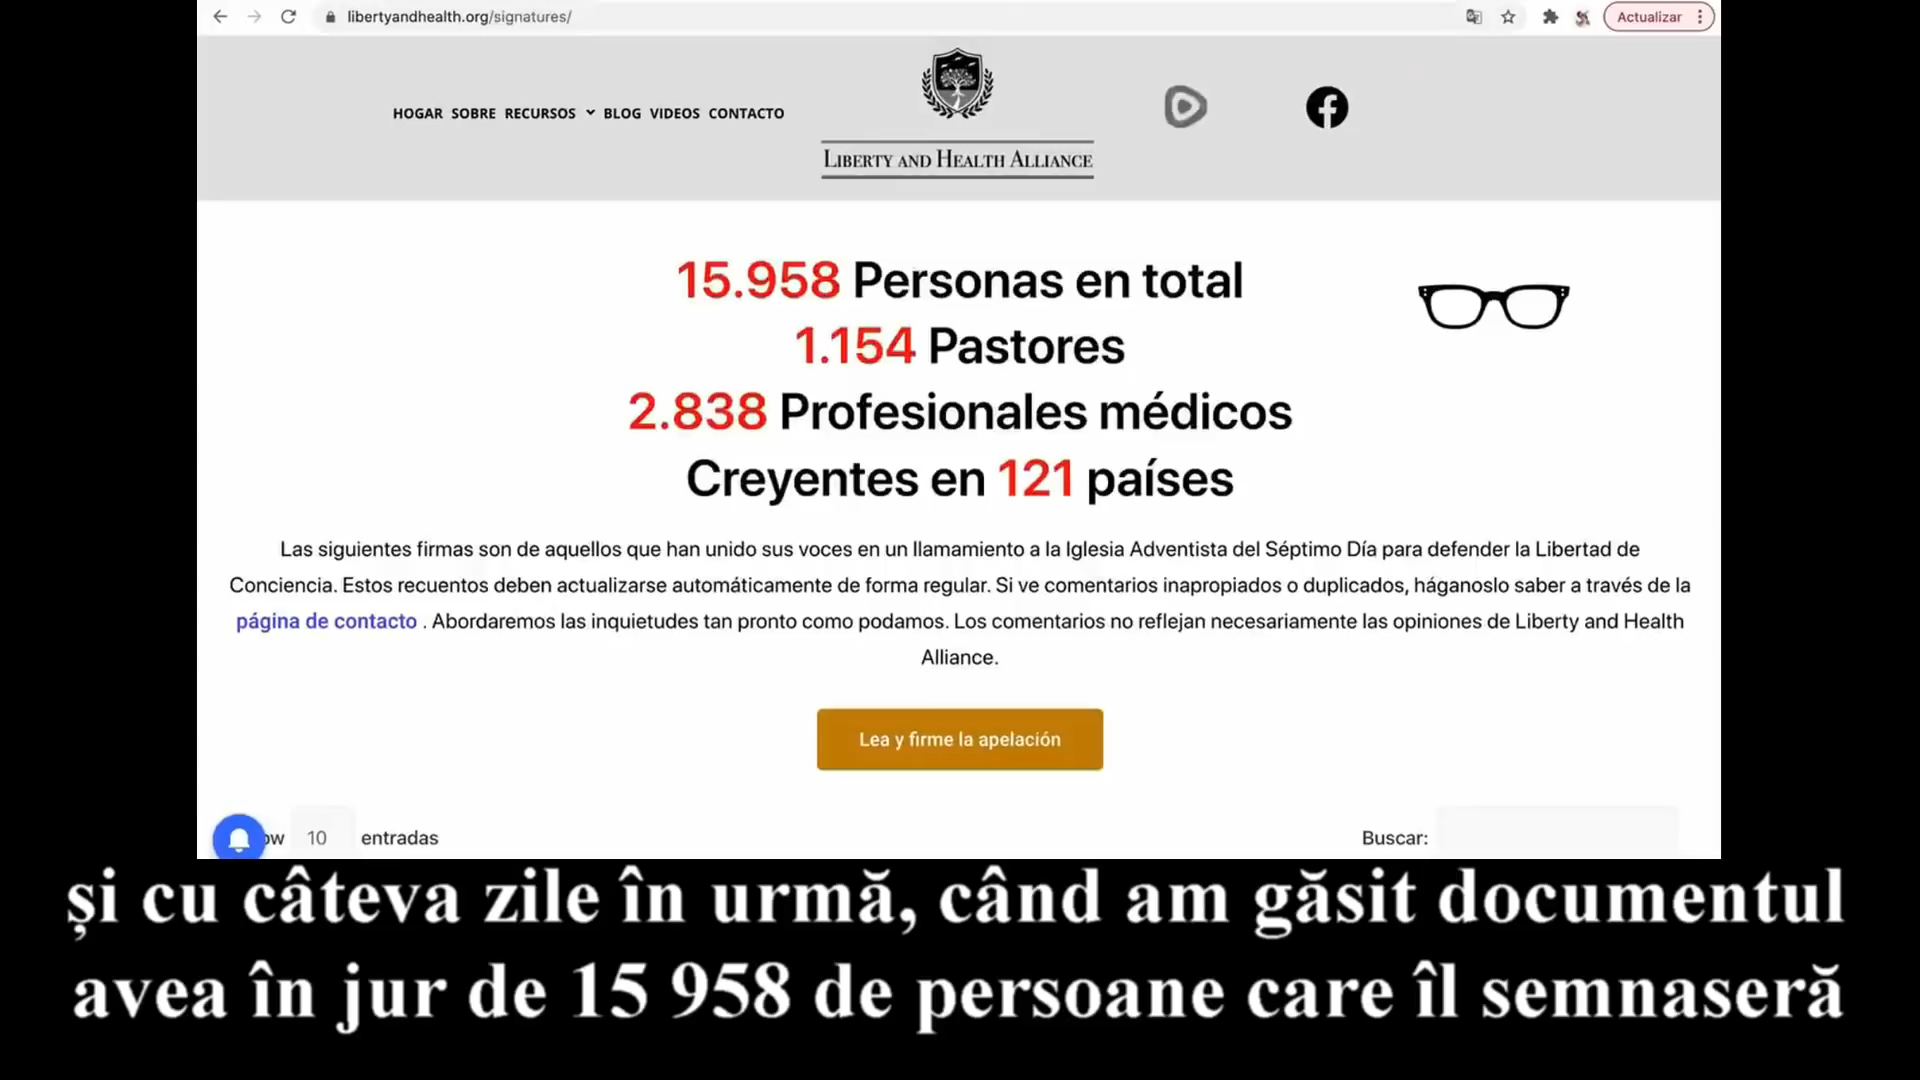 libertyandhealth.org/signatures/
Actualizar
HOGAR SOBRE RECURSOS BLOG VIDEOS CONTACTO
LIBERTY AND HEALTH ALLIANCE
15.958 Personas en total
1.154 Pastores
2.838 Profesionales médicos
Creyentes en 121 países
Las siguientes firmas son de aquellos que han unido sus voces en un llamamiento a la Iglesia Adventista del Séptimo Día para defender la Libertad de
Conciencia. Estos recuentos deben actualizarse automáticamente de forma regular. Si ve comentarios inapropiados o duplicados, háganoslo saber a través de la
página de contacto . Abordaremos las inquietudes tan pronto como podamos. Los comentarios no reflejan necesariamente las opiniones de Liberty and Health
Alliance.
Lea y firme la apelación
ow 10 entradas
Buscar:
și cu câteva zile în urmă, când am găsit documentul
avea în jur de 15 958 de persoane care îl semnaseră